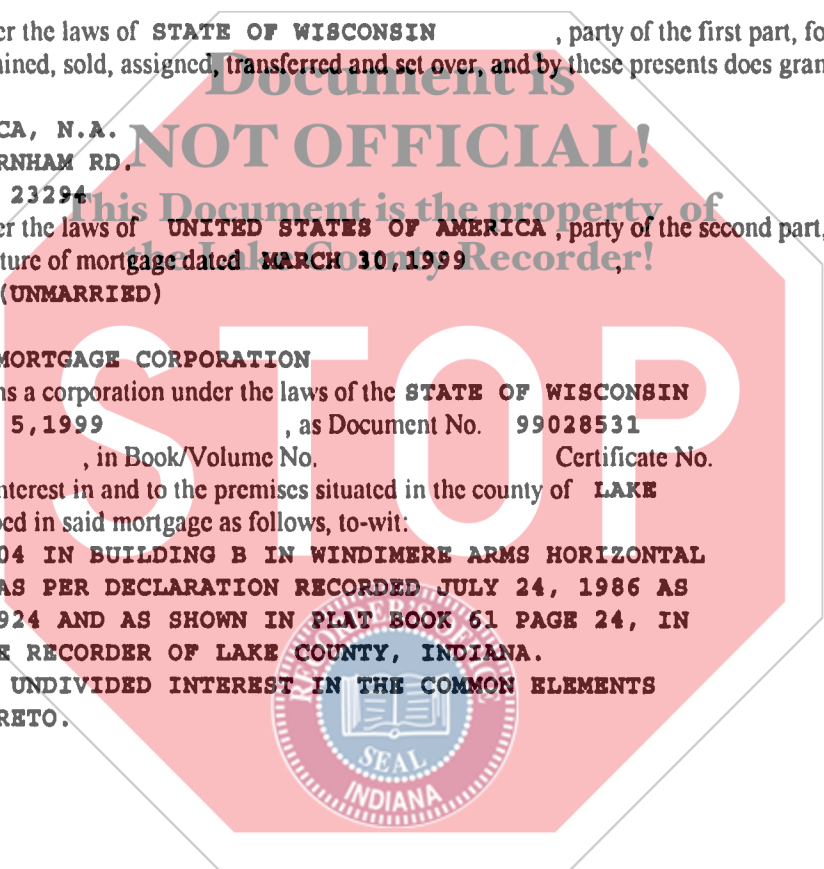 er the laws of STATE OF WISCONSIN , party of the first part, fo
ained, sold, assigned, transferred and set over, and by these presents does gran
Document is
CA, N.A.
NOT OFFICIAL!
RNHAM RD.
23294
This Document is the property of
er the laws of UNITED STATES OF AMERICA , party of the second part,
ture of mortgage dated MARCH 30,1999 ,
the Lake County Recorder!
(UNMARRIED)
MORTGAGE CORPORATION
ns a corporation under the laws of the STATE OF WISCONSIN
5,1999 , as Document No. 99028531
, in Book/Volume No. Certificate No.
nterest in and to the premises situated in the county of LAKE
bed in said mortgage as follows, to-wit:
STOP
04 IN BUILDING B IN WINDIMERE ARMS HORIZONTAL
AS PER DECLARATION RECORDED JULY 24, 1986 AS
924 AND AS SHOWN IN PLAT BOOK 61 PAGE 24, IN
E RECORDER OF LAKE COUNTY, INDIANA.
UNDIVIDED INTEREST IN THE COMMON ELEMENTS
RETO.
SEAL
INDIANA